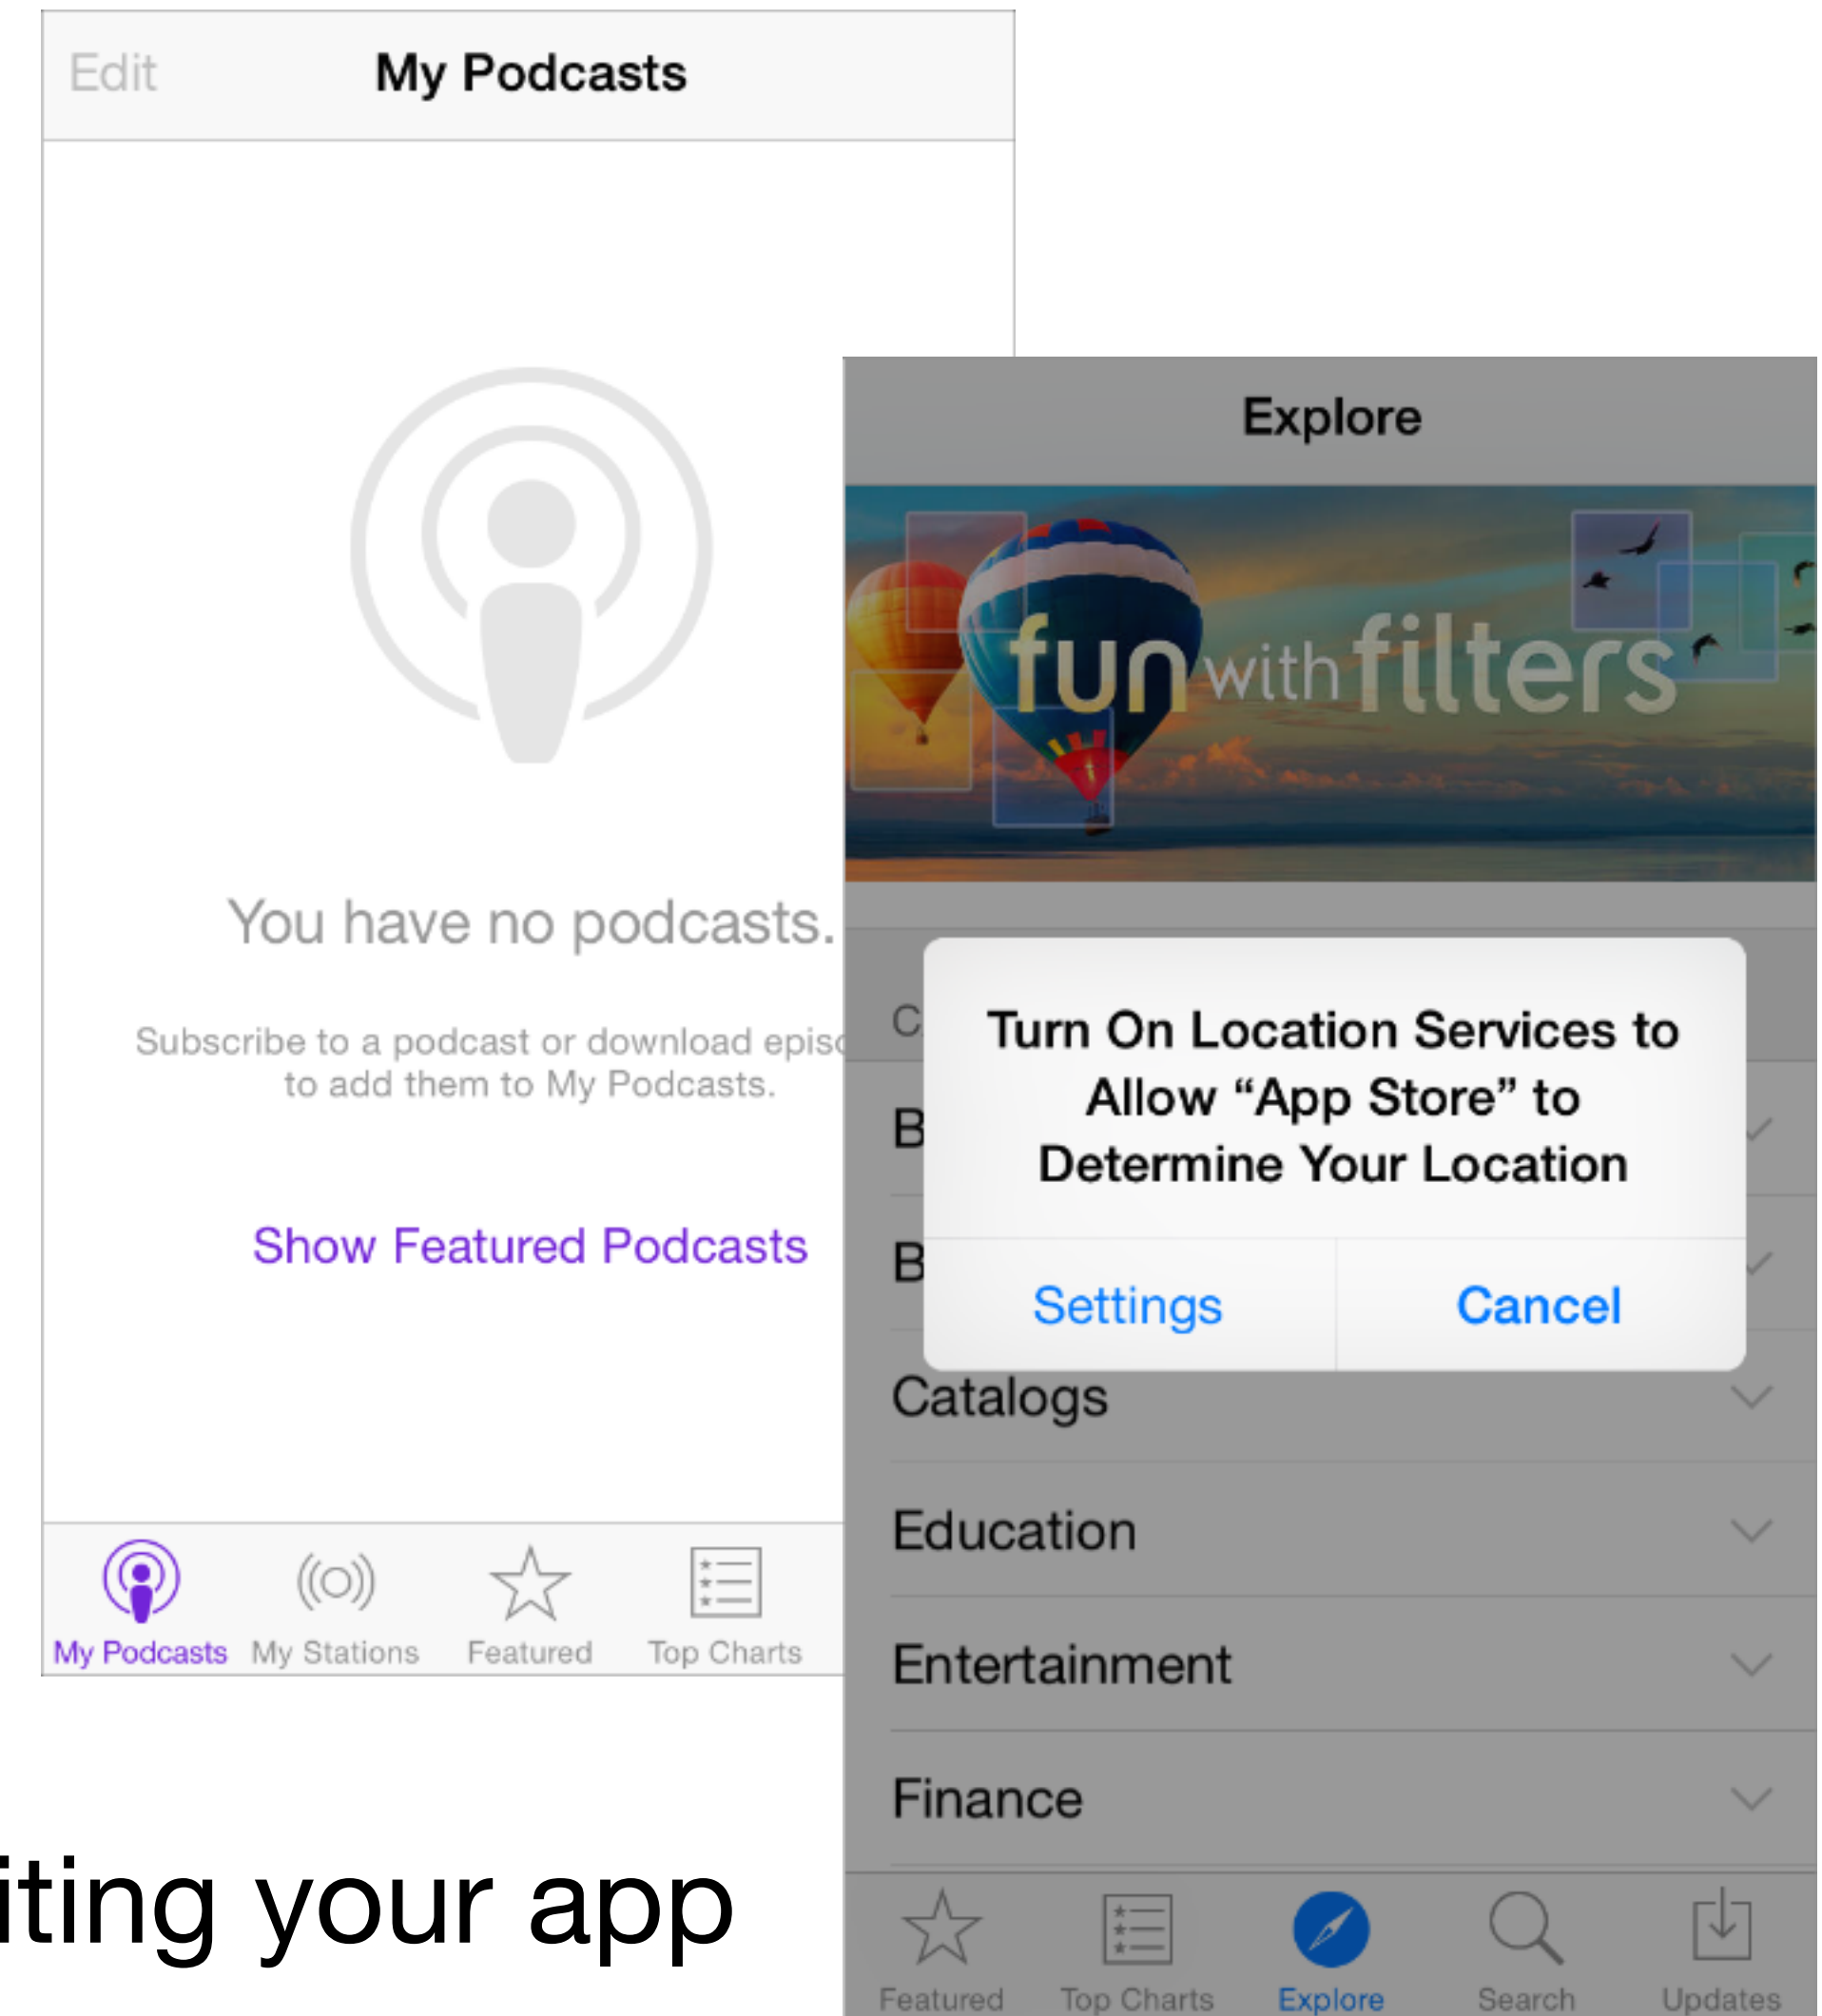 Edit
My Podcasts
You have no podcasts.
Subscribe to a podcast or download
to add them to My Podcasts.
Show Featured Podcasts
My Podcasts
My Stations
Featured
Top Charts
Explore
fun with filters
Turn On Location Services to
Allow “App Store” to
Determine Your Location
Settings
Cancel
Catalogs
Education
Entertainment
Finance
Featured
Top Charts
Explore
Search
Updates
your app